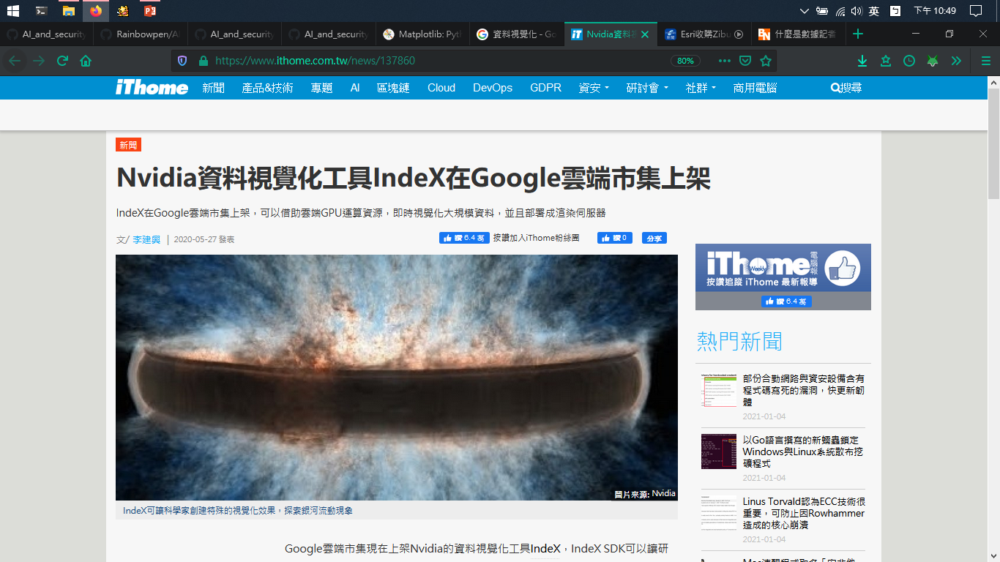 英
下午 10:49
AI_and_security
Rainbowpen/AI
AI_and_security
AI_and_security
Matplotlib: Pyt
資料視覺化 - Go
Nvidia資料視
Esri收購Zibu
什麼是數據記者
https://www.ithome.com.tw/news/137860
80%
iThome
新聞
產品&技術
專題
AI
區塊鏈
Cloud
DevOps
GDPR
資安
研討會
社群
商用電腦
搜尋
新聞
Nvidia資料視覺化工具IndeX在Google雲端市集上架
IndeX在Google雲端市集上架，可以借助雲端GPU運算資源，即時視覺化大規模資料，並且部署成渲染伺服器
文/ 李建興 | 2020-05-27 發表
讚 6.4 萬 按讚加入iThome粉絲團
讚 0
分享
圖片來源: Nvidia
IndeX可讓科學家創建特殊的視覺化效果，探索銀河流動現象
Google雲端市集現在上架Nvidia的資料視覺化工具IndeX，IndeX SDK可以讓研
iThome
Weekly
電腦報
按讚追蹤 iThome 最新報導
讚 6.4 萬
熱門新聞
部份合勤網路與資安設備含有
程式碼寫死的漏洞，快更新韌
體
2021-01-04
以Go語言撰寫的新蠕蟲鎖定
Windows與Linux系統散布挖
礦程式
2021-01-04
Linus Torvald認為ECC技術很
重要，可防止因Rowhammer
造成的核心崩潰
2021-01-04